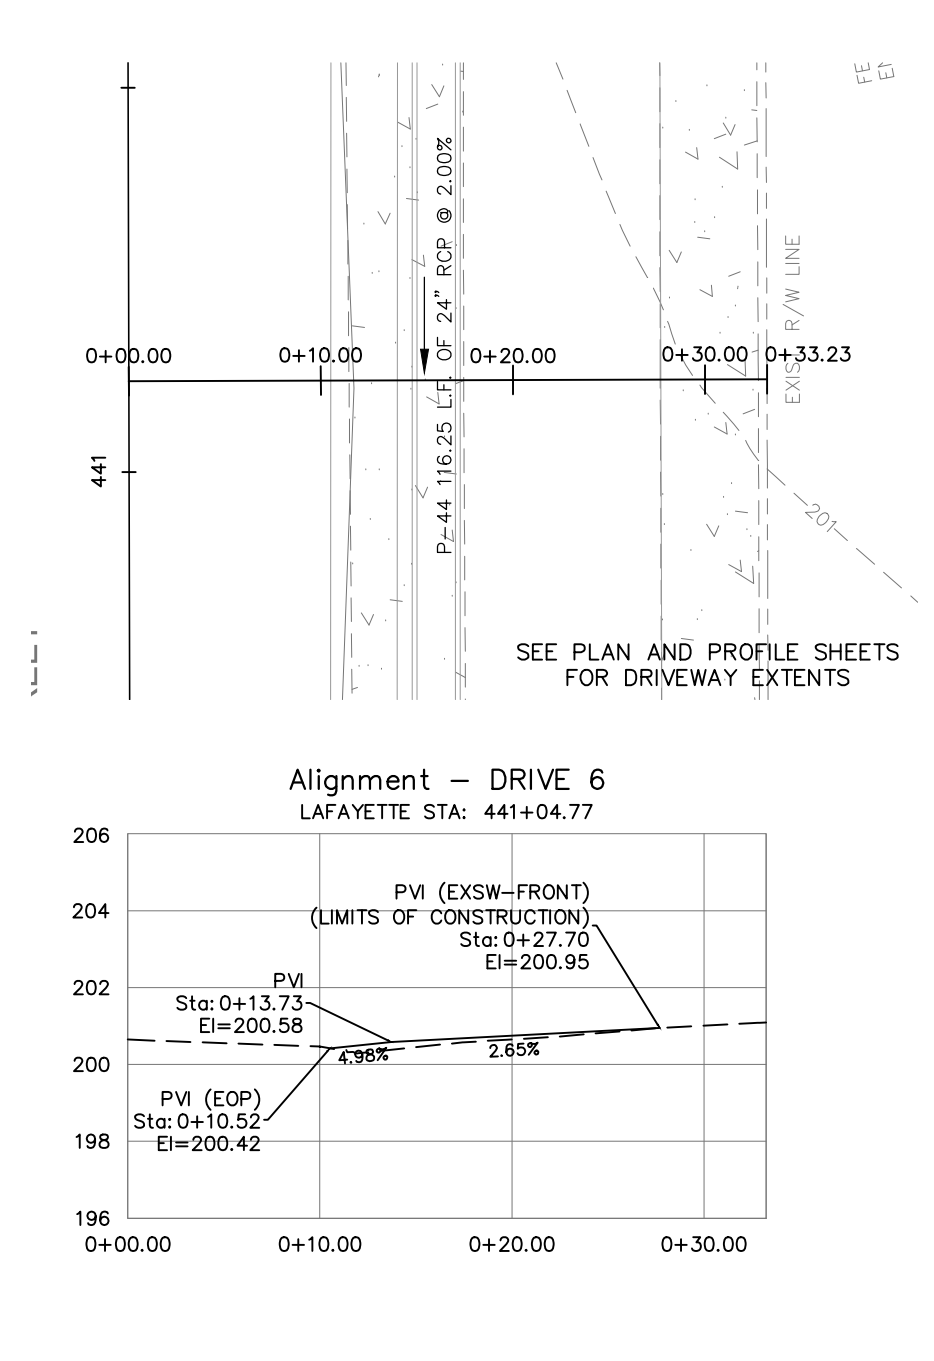 P-44 116.25 L.F. OF 24" RCP @ 2.00%
EXIST R/W LINE
0+00.00
0+10.00
0+20.00
0+30.00
0+33.23
441
201
SEE PLAN AND PROFILE SHEETS
FOR DRIVEWAY EXTENTS
Alignment - DRIVE 6
LAFAYETTE STA: 441+04.77
206
204
202
200
198
196
PVI (EXSW-FRONT)
(LIMITS OF CONSTRUCTION)
Sta: 0+27.70
El=200.95
PVI
Sta: 0+13.73
El=200.58
4.98%
2.65%
PVI (EOP)
Sta: 0+10.52
El=200.42
0+00.00
0+10.00
0+20.00
0+30.00